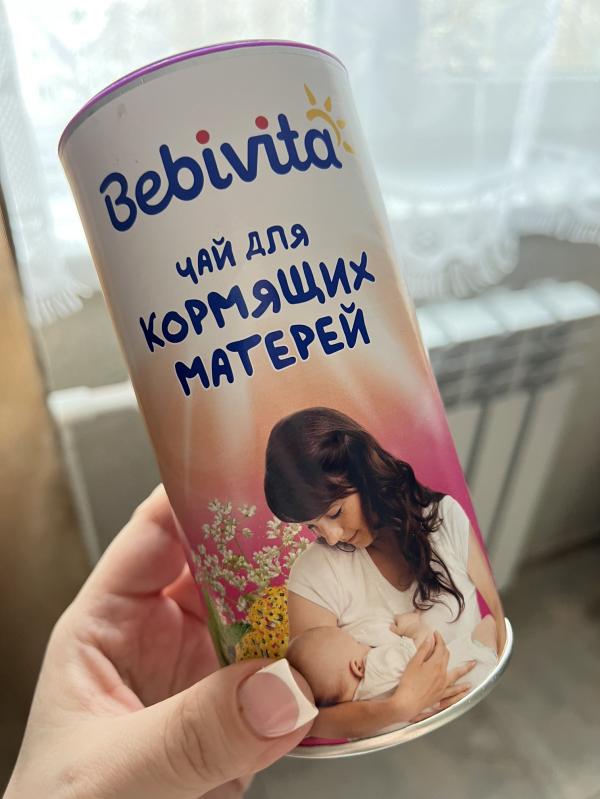 Bebivita
чай для
кормящих
матерей